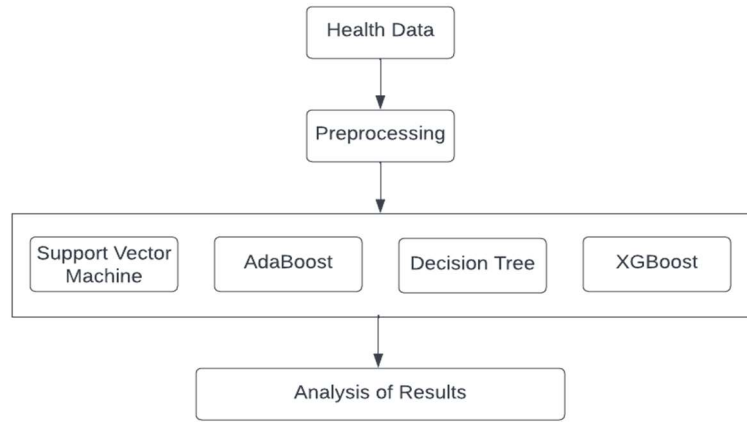 Health Data
Preprocessing
Support Vector
Machine
AdaBoost
Decision Tree
XGBoost
Analysis of Results